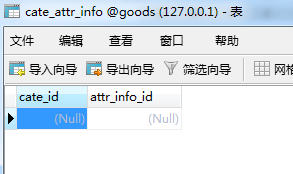 cate_attr_info @goods (127.0.0.1) - 表
文件 编辑 查看 窗口 帮助
导入向导 导出向导 筛选向导 网格
cate_id attr_info_id
(Null) (Null)